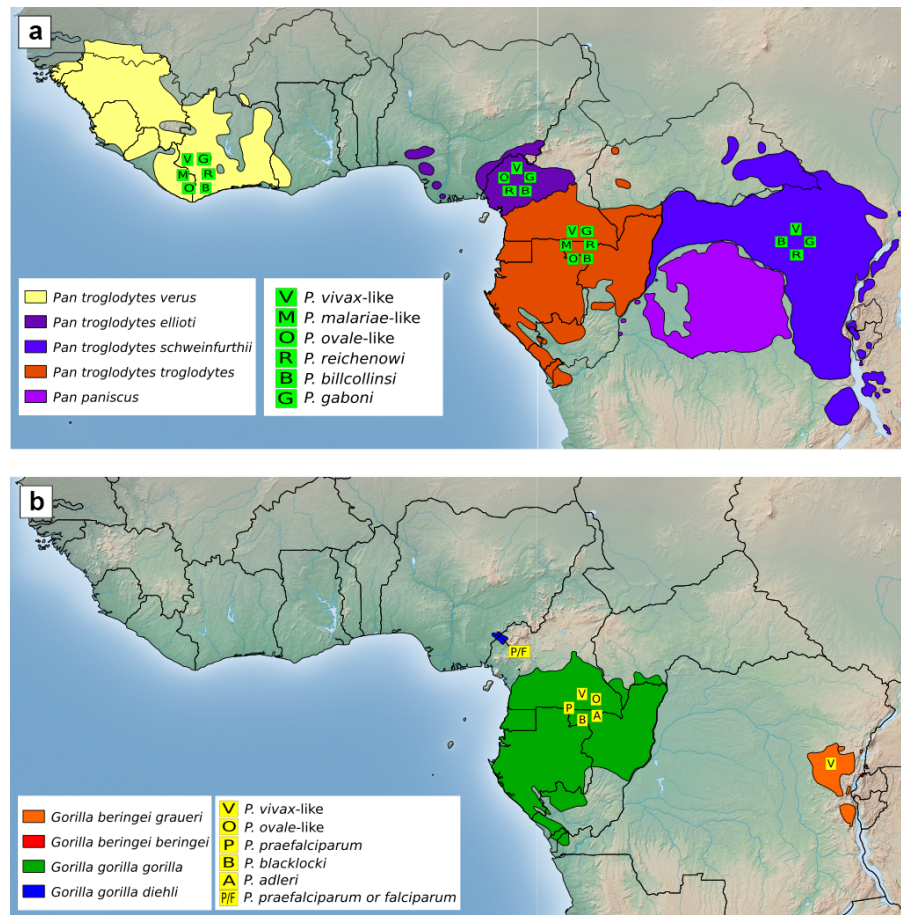 a
V G
M R
O B
V
O G
R B
V G
M R
O B
V
B G
R
Pan troglodytes verus
Pan troglodytes ellioti
Pan troglodytes schweinfurthii
Pan troglodytes troglodytes
Pan paniscus
V P. vivax-like
M P. malariae-like
O P. ovale-like
R P. reichenowi
B P. billcollinsi
G P. gaboni
b
P/F
V O
P A
B
V
Gorilla beringei graueri
Gorilla beringei beringei
Gorilla gorilla gorilla
Gorilla gorilla diehli
V P. vivax-like
O P. ovale-like
P P. praefalciparum
B P. blacklocki
A P. adleri
P/F P. praefalciparum or falciparum